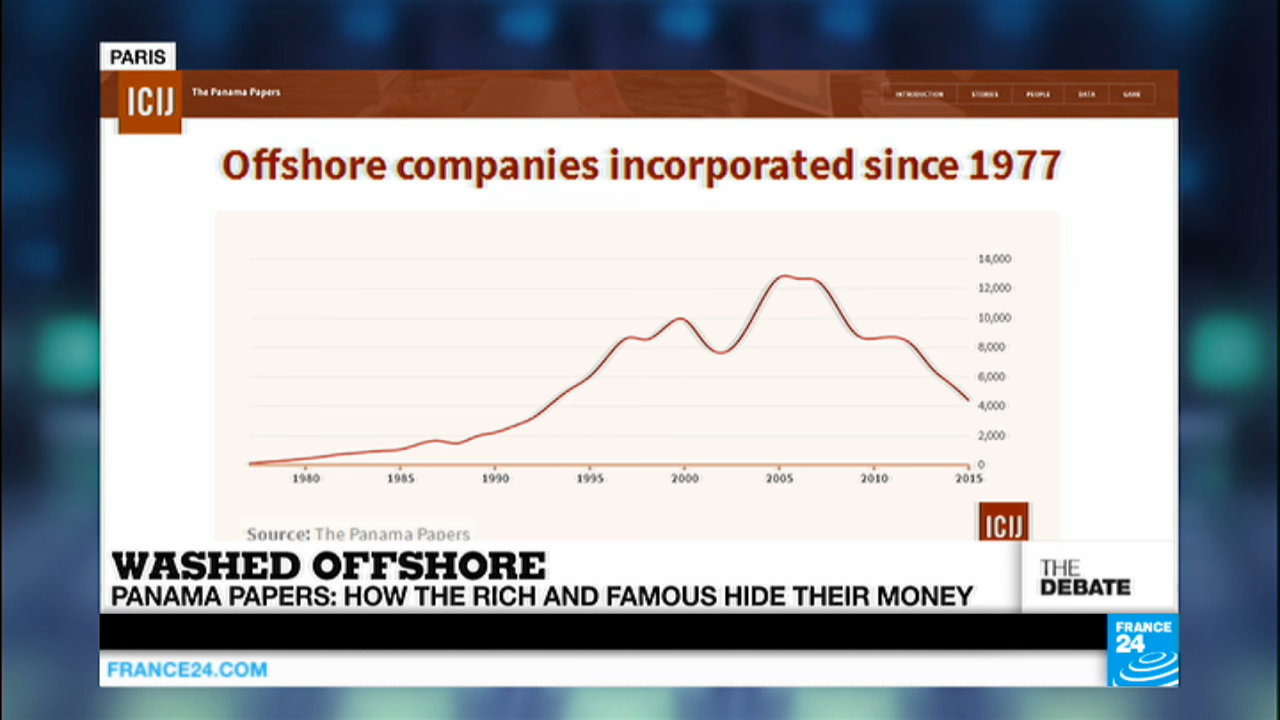 PARIS
ICIJ
The Panama Papers
INTRODUCTION STORIES PEOPLE DATA GAME
Offshore companies incorporated since 1977
14,000
12,000
10,000
8,000
6,000
4,000
2,000
0
1980 1985 1990 1995 2000 2005 2010 2015
Source: The Panama Papers
ICIJ
WASHED OFFSHORE
PANAMA PAPERS: HOW THE RICH AND FAMOUS HIDE THEIR MONEY
THE
DEBATE
FRANCE
24
FRANCE24.COM